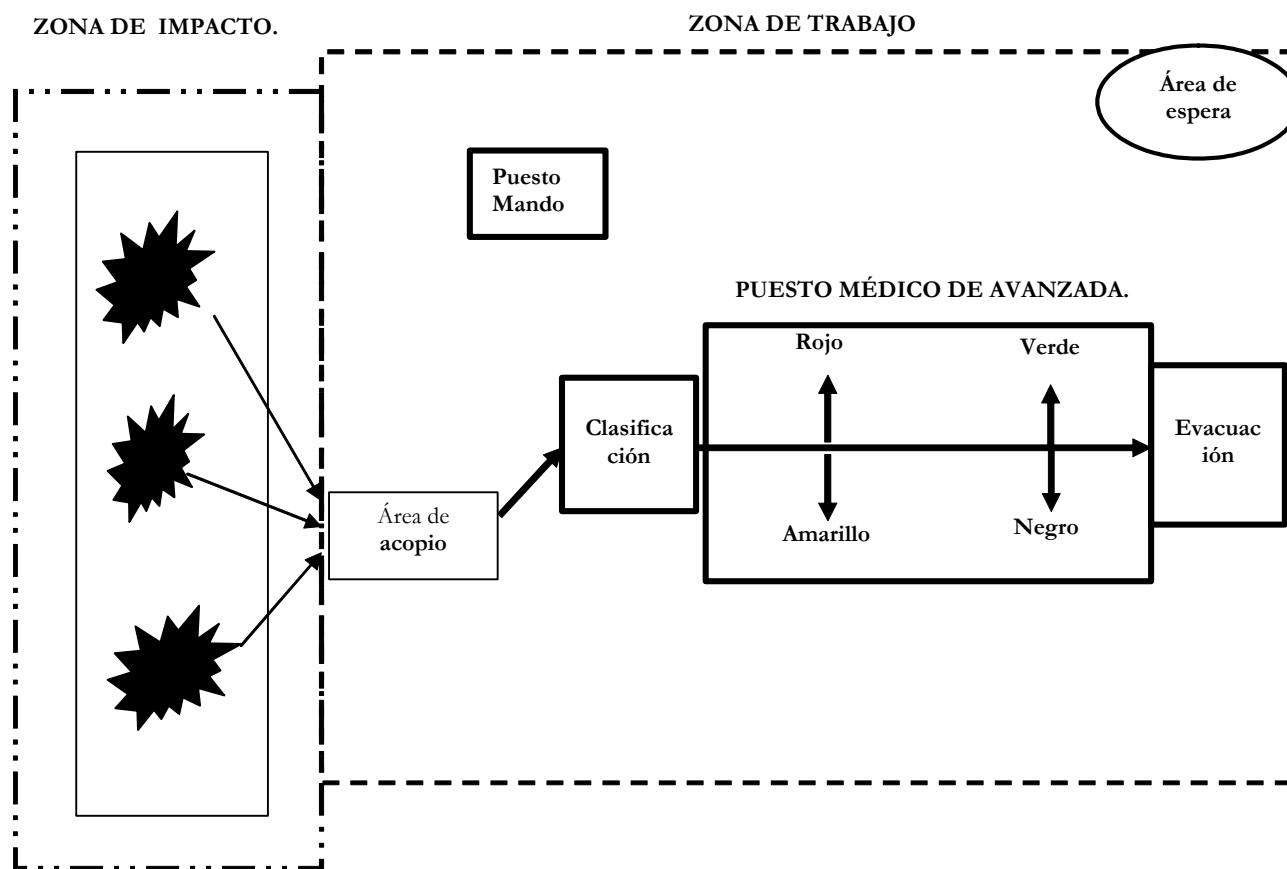 ZONA DE IMPACTO.
ZONA DE TRABAJO
Área de
espera
Puesto
Mando
PUESTO MÉDICO DE AVANZADA.
Rojo
Verde
Clasifica
ción
Evacuac
ión
Área de
acopio
Amarillo
Negro